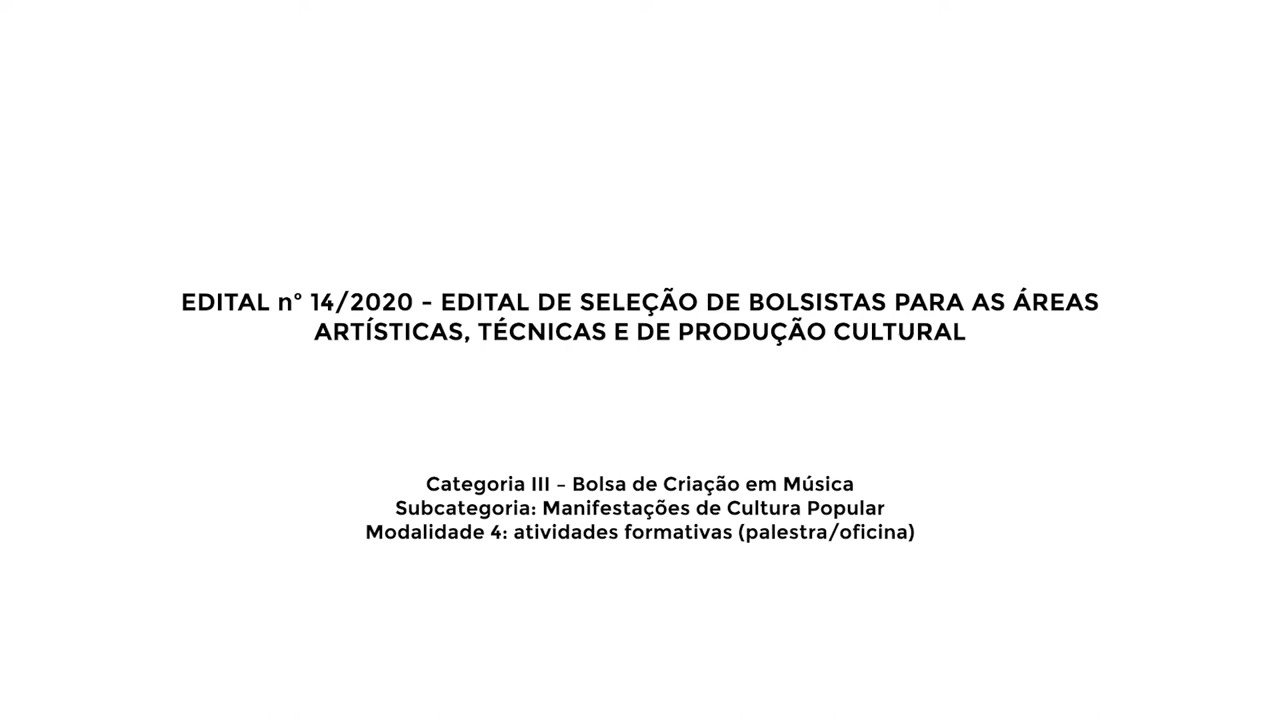 EDITAL nº 14/2020 - EDITAL DE SELEÇÃO DE BOLSISTAS PARA AS ÁREAS
ARTÍSTICAS, TÉCNICAS E DE PRODUÇÃO CULTURAL
Categoria III – Bolsa de Criação em Música
Subcategoria: Manifestações de Cultura Popular
Modalidade 4: atividades formativas (palestra/oficina)